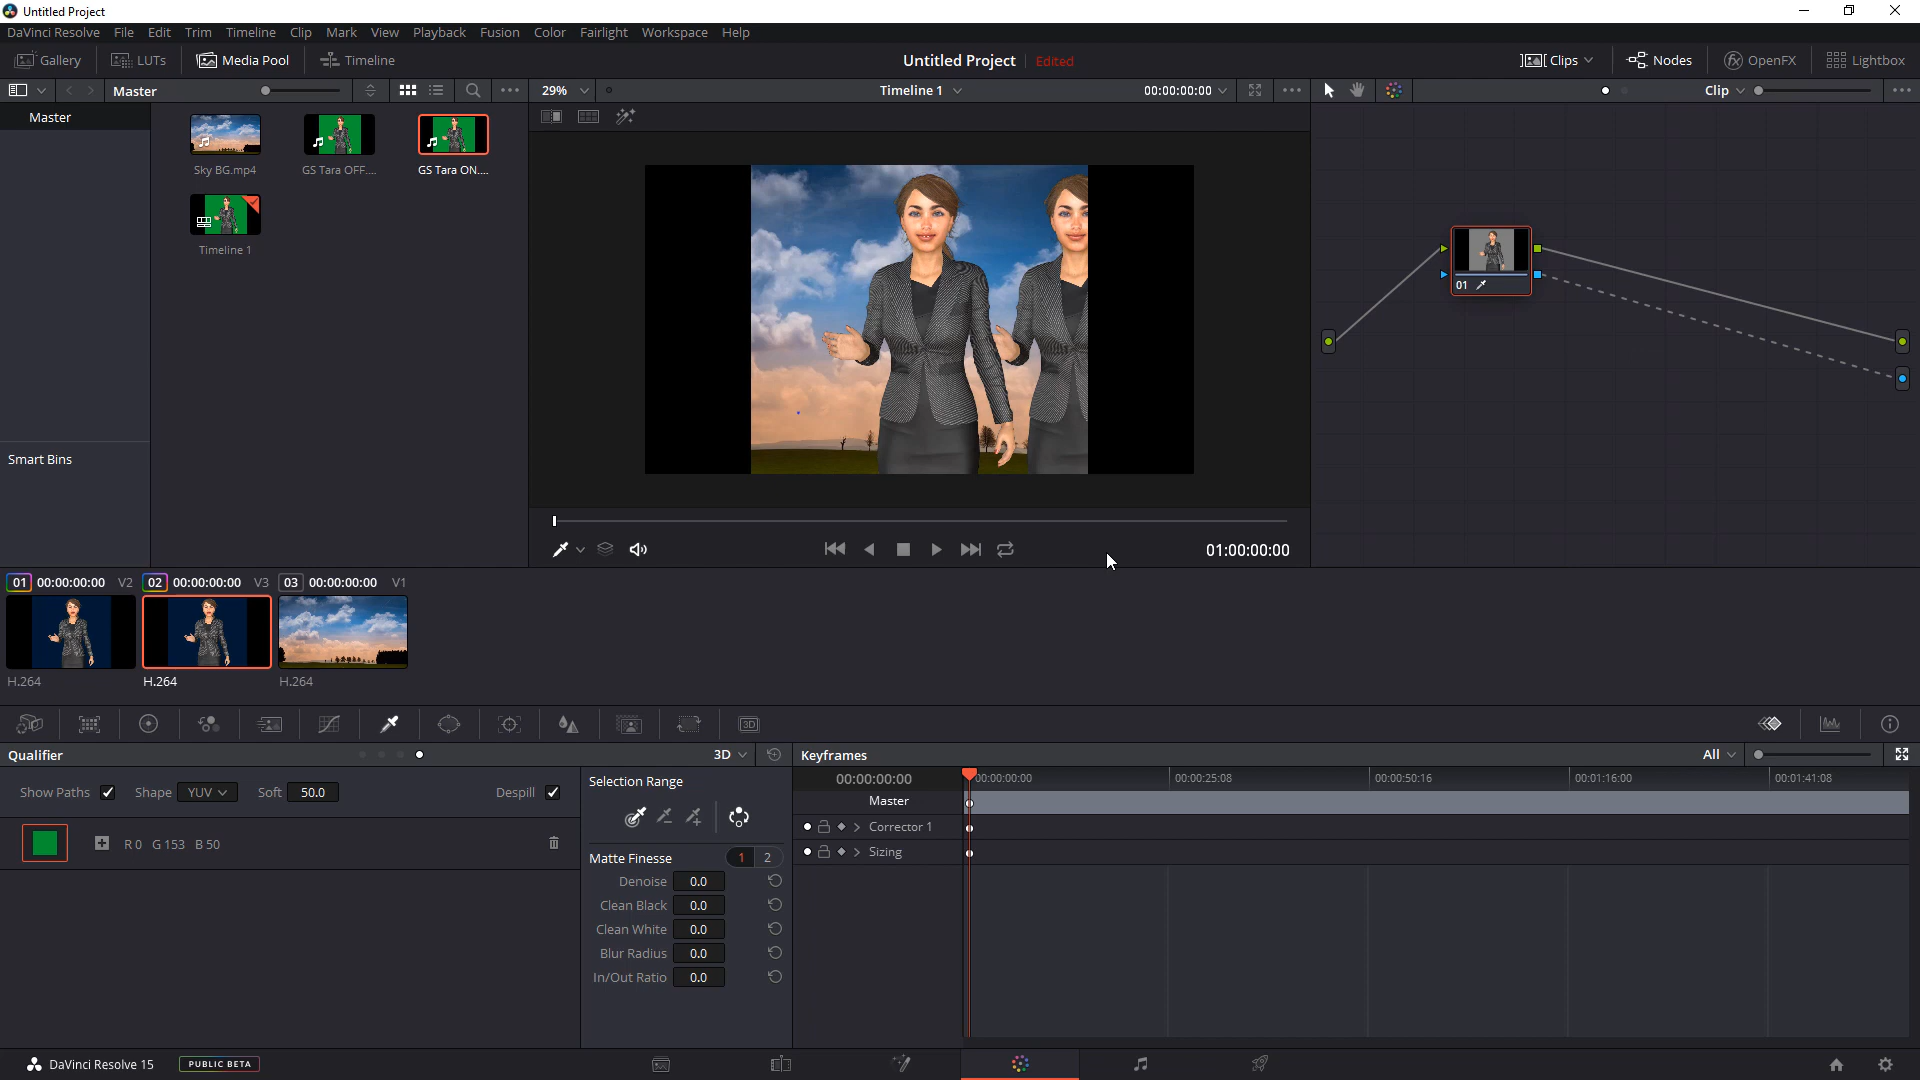 Untitled Project
DaVinci Resolve File Edit Trim Timeline Clip Mark View Playback Fusion Color Fairlight Workspace Help
Gallery LUTs Media Pool Timeline Untitled Project Edited Clips Nodes OpenFX Lightbox
Master 29% Timeline 1 00:00:00:00 Clip
Master
Sky BG.mp4 GS Tara OFF.... GS Tara ON....
Timeline 1
01
Smart Bins
01:00:00:00
01 00:00:00:00 V2 02 00:00:00:00 V3 03 00:00:00:00 V1
H.264 H.264 H.264
3D
Qualifier 3D Keyframes All
Show Paths Shape YUV Soft 50.0 Despill
R 0 G 153 B 50
Selection Range
Matte Finesse 1 2
Denoise 0.0
Clean Black 0.0
Clean White 0.0
Blur Radius 0.0
In/Out Ratio 0.0
00:00:00:00 00:00:00:00 00:00:25:08 00:00:50:16 00:01:16:00 00:01:41:08
Master
Corrector 1
Sizing
DaVinci Resolve 15 PUBLIC BETA